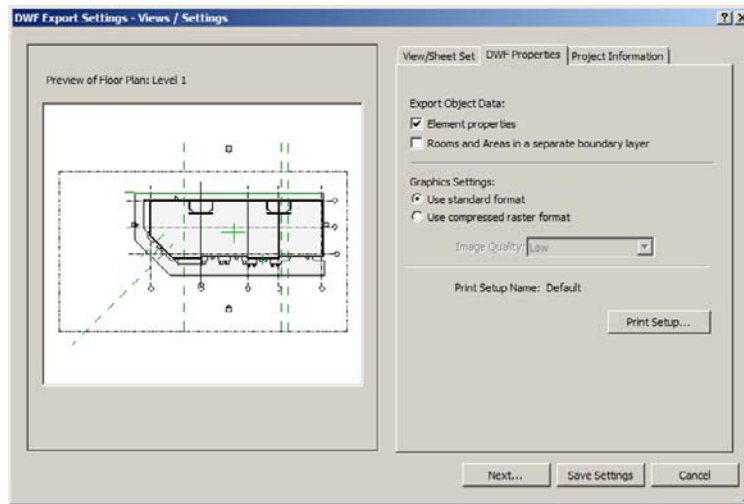 DWF Export Settings - Views / Settings
View/Sheet Set DWF Properties Project Information
Preview of Floor Plan: Level 1
Export Object Data:
Element properties
Rooms and Areas in a separate boundary layer
Graphics Settings:
Use standard format
Use compressed raster format
Image Quality: Low
Print Setup Name: Default
Print Setup...
Next... Save Settings Cancel